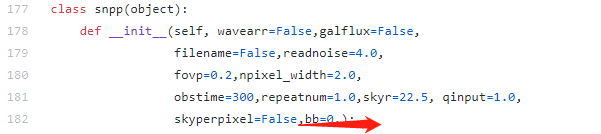 177 class snpp(object):
178 def __init__(self, wavearr=False,galflux=False,
179 filename=False,readnoise=4.0,
180 fovp=0.2,npixel_width=2.0,
181 obstime=300,repeatnum=1.0,skyr=22.5, qinput=1.0,
182 skyperpixel=False,bb=0.):